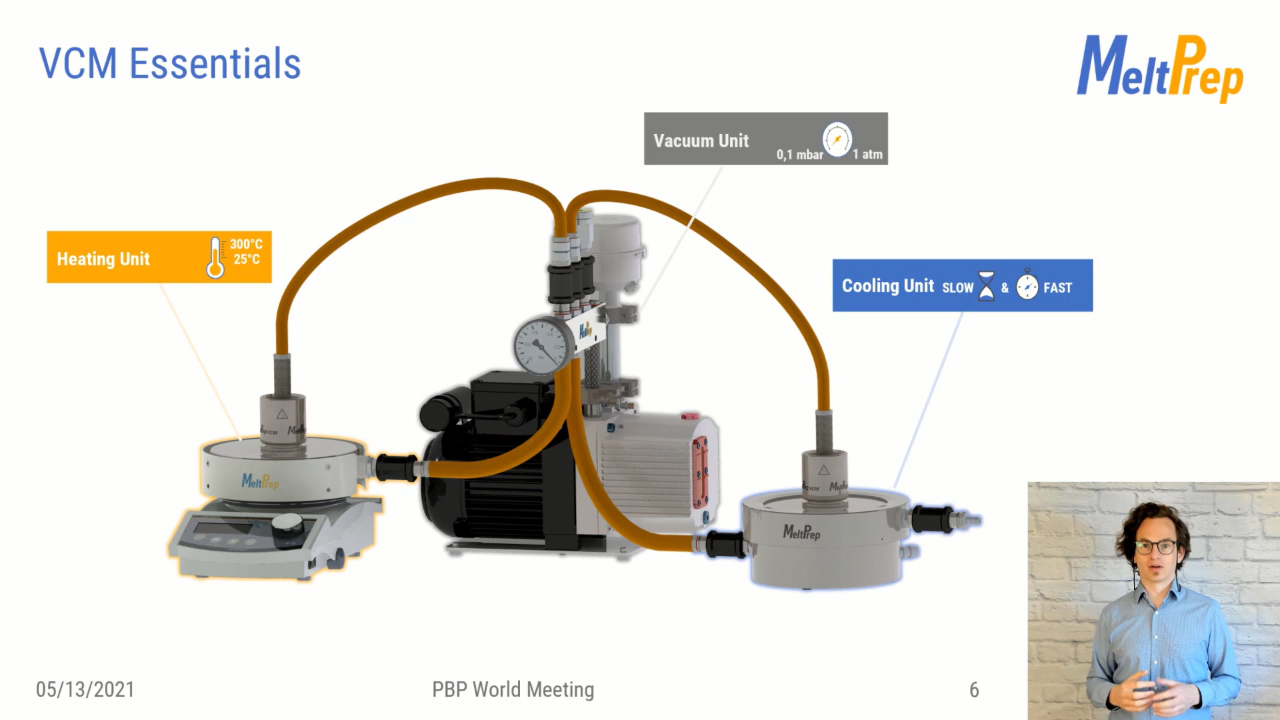 VCM Essentials
MeltPrep
Vacuum Unit
0,1 mbar 1 atm
Heating Unit
300°C
25°C
Cooling Unit SLOW & FAST
MeltPrep
MeltPrep
MeltPrep
05/13/2021
PBP World Meeting
6